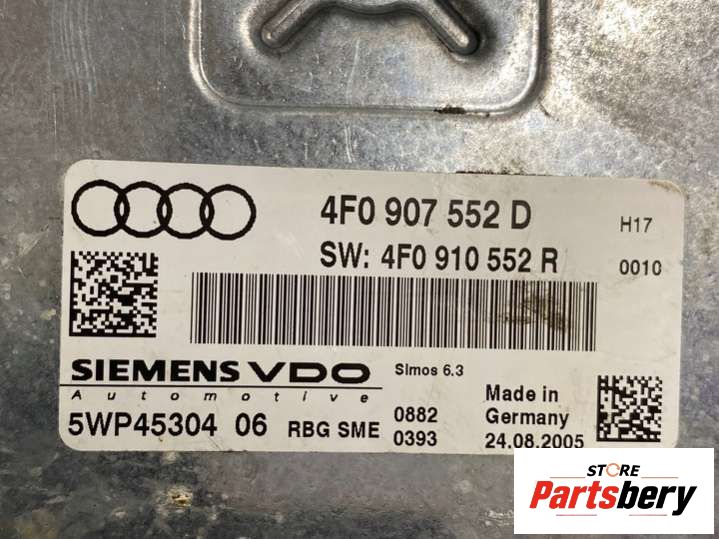 4F0 907 552 D
H17
SW: 4F0 910 552 R
0010
SIEMENS VDO
Automotive
Simos 6.3
5WP45304 06
RBG SME
0882
0393
Made in
Germany
24.08.2005
STORE
Partsbery